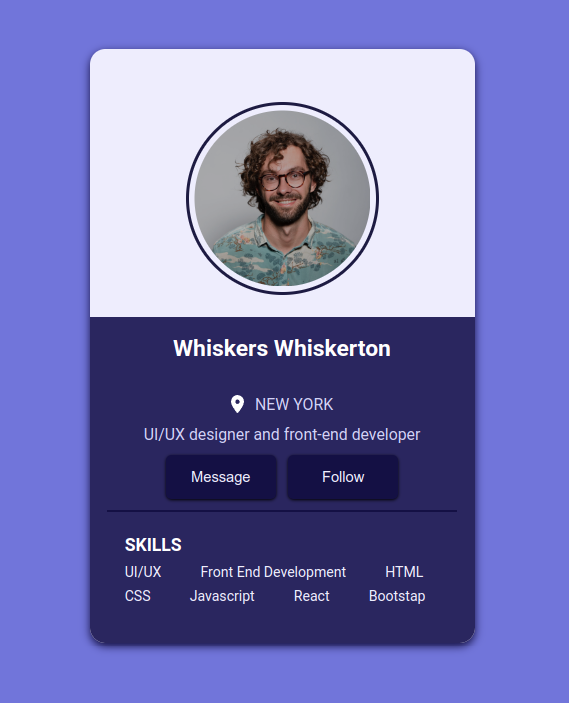 Whiskers Whiskerton
NEW YORK
UI/UX designer and front-end developer
Message Follow
SKILLS
UI/UX Front End Development HTML
CSS Javascript React Bootstap